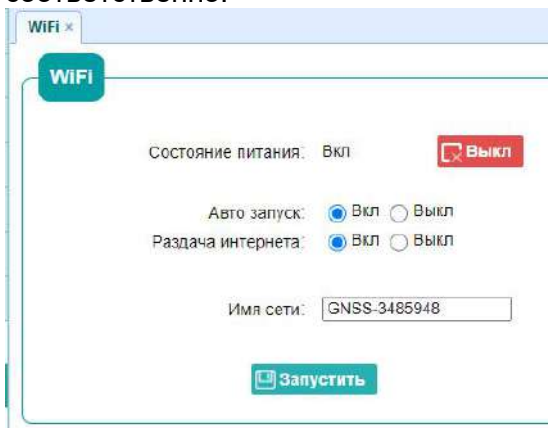 WiFi ×
WiFi
Состояние питания: Вкл Выкл
Авто запуск: Вкл Выкл
Раздача интернета: Вкл Выкл
Имя сети: GNSS-3485948
Запустить